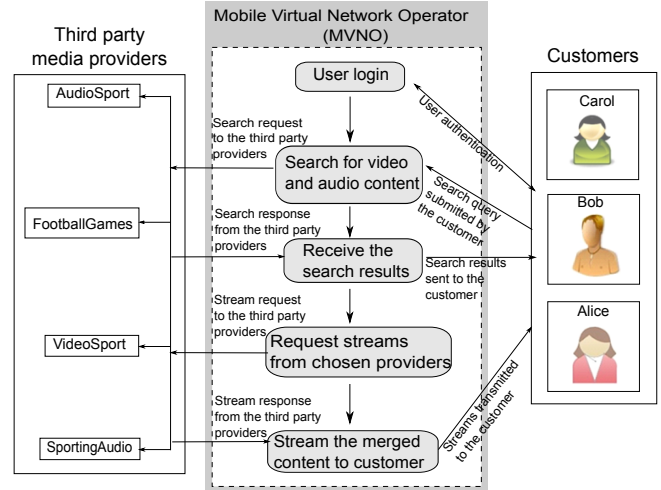 Mobile Virtual Network Operator
(MVNO)
Third party
media providers
AudioSport
FootballGames
VideoSport
SportingAudio
User login
Search request
to the third party
providers
Search for video
and audio content
Search response
from the third party
providers
Receive the
search results
Stream request
to the third party
providers
Request streams
from chosen providers
Stream response
from the third party
providers
Stream the merged
content to customer
User authentication
Search query
submitted by
the customer
Search results
sent to the
customer
Streams transmitted
to the customer
Customers
Carol
Bob
Alice